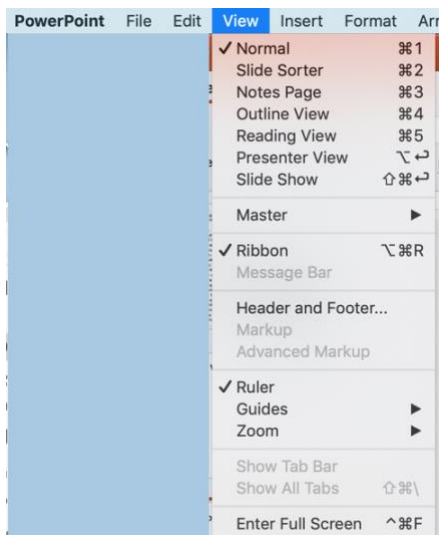 PowerPoint File Edit View Insert Format
✓ Normal ⌘1
Slide Sorter ⌘2
Notes Page ⌘3
Outline View ⌘4
Reading View ⌘5
Presenter View ⌥↩
Slide Show ⇧⌘↩
Master ▶
✓ Ribbon ⌥⌘R
Message Bar
Header and Footer...
Markup
Advanced Markup
✓ Ruler
Guides ▶
Zoom ▶
Show Tab Bar
Show All Tabs ⇧⌘\
Enter Full Screen ^⌘F